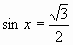 sin x = √3/2